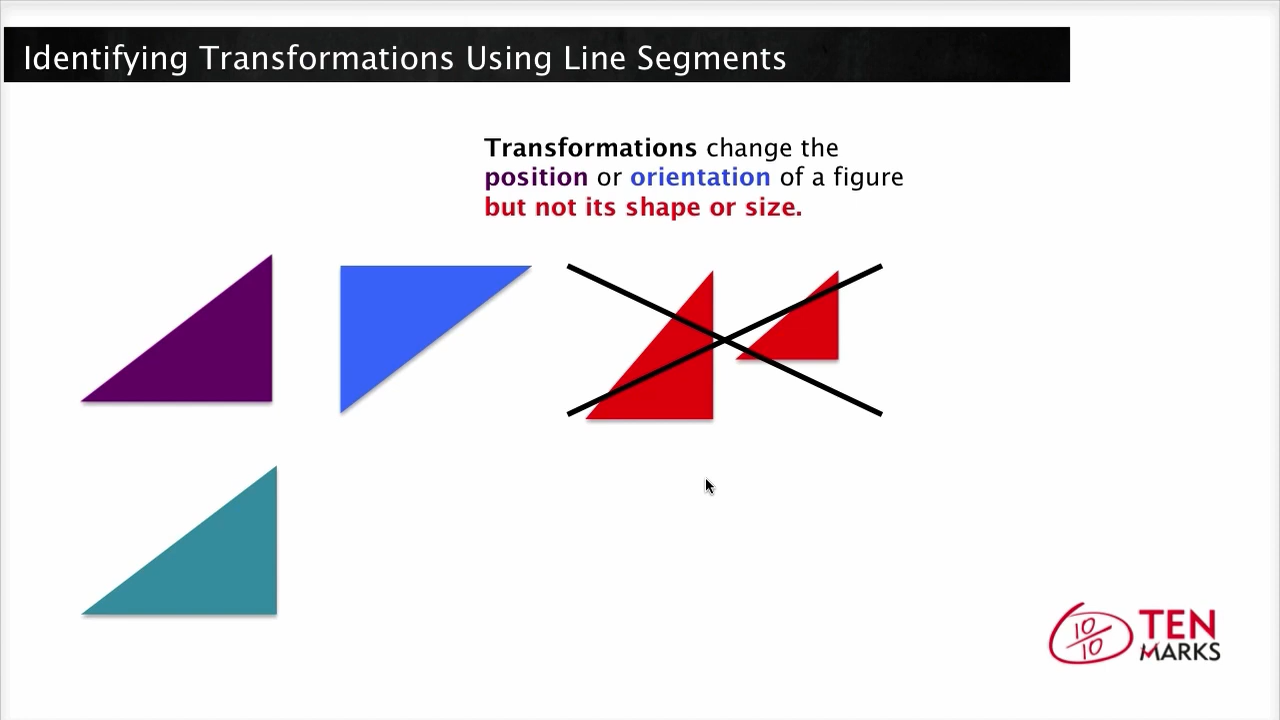 Identifying Transformations Using Line Segments
Transformations change the
position or orientation of a figure
but not its shape or size.
10
10
TEN
MARKS